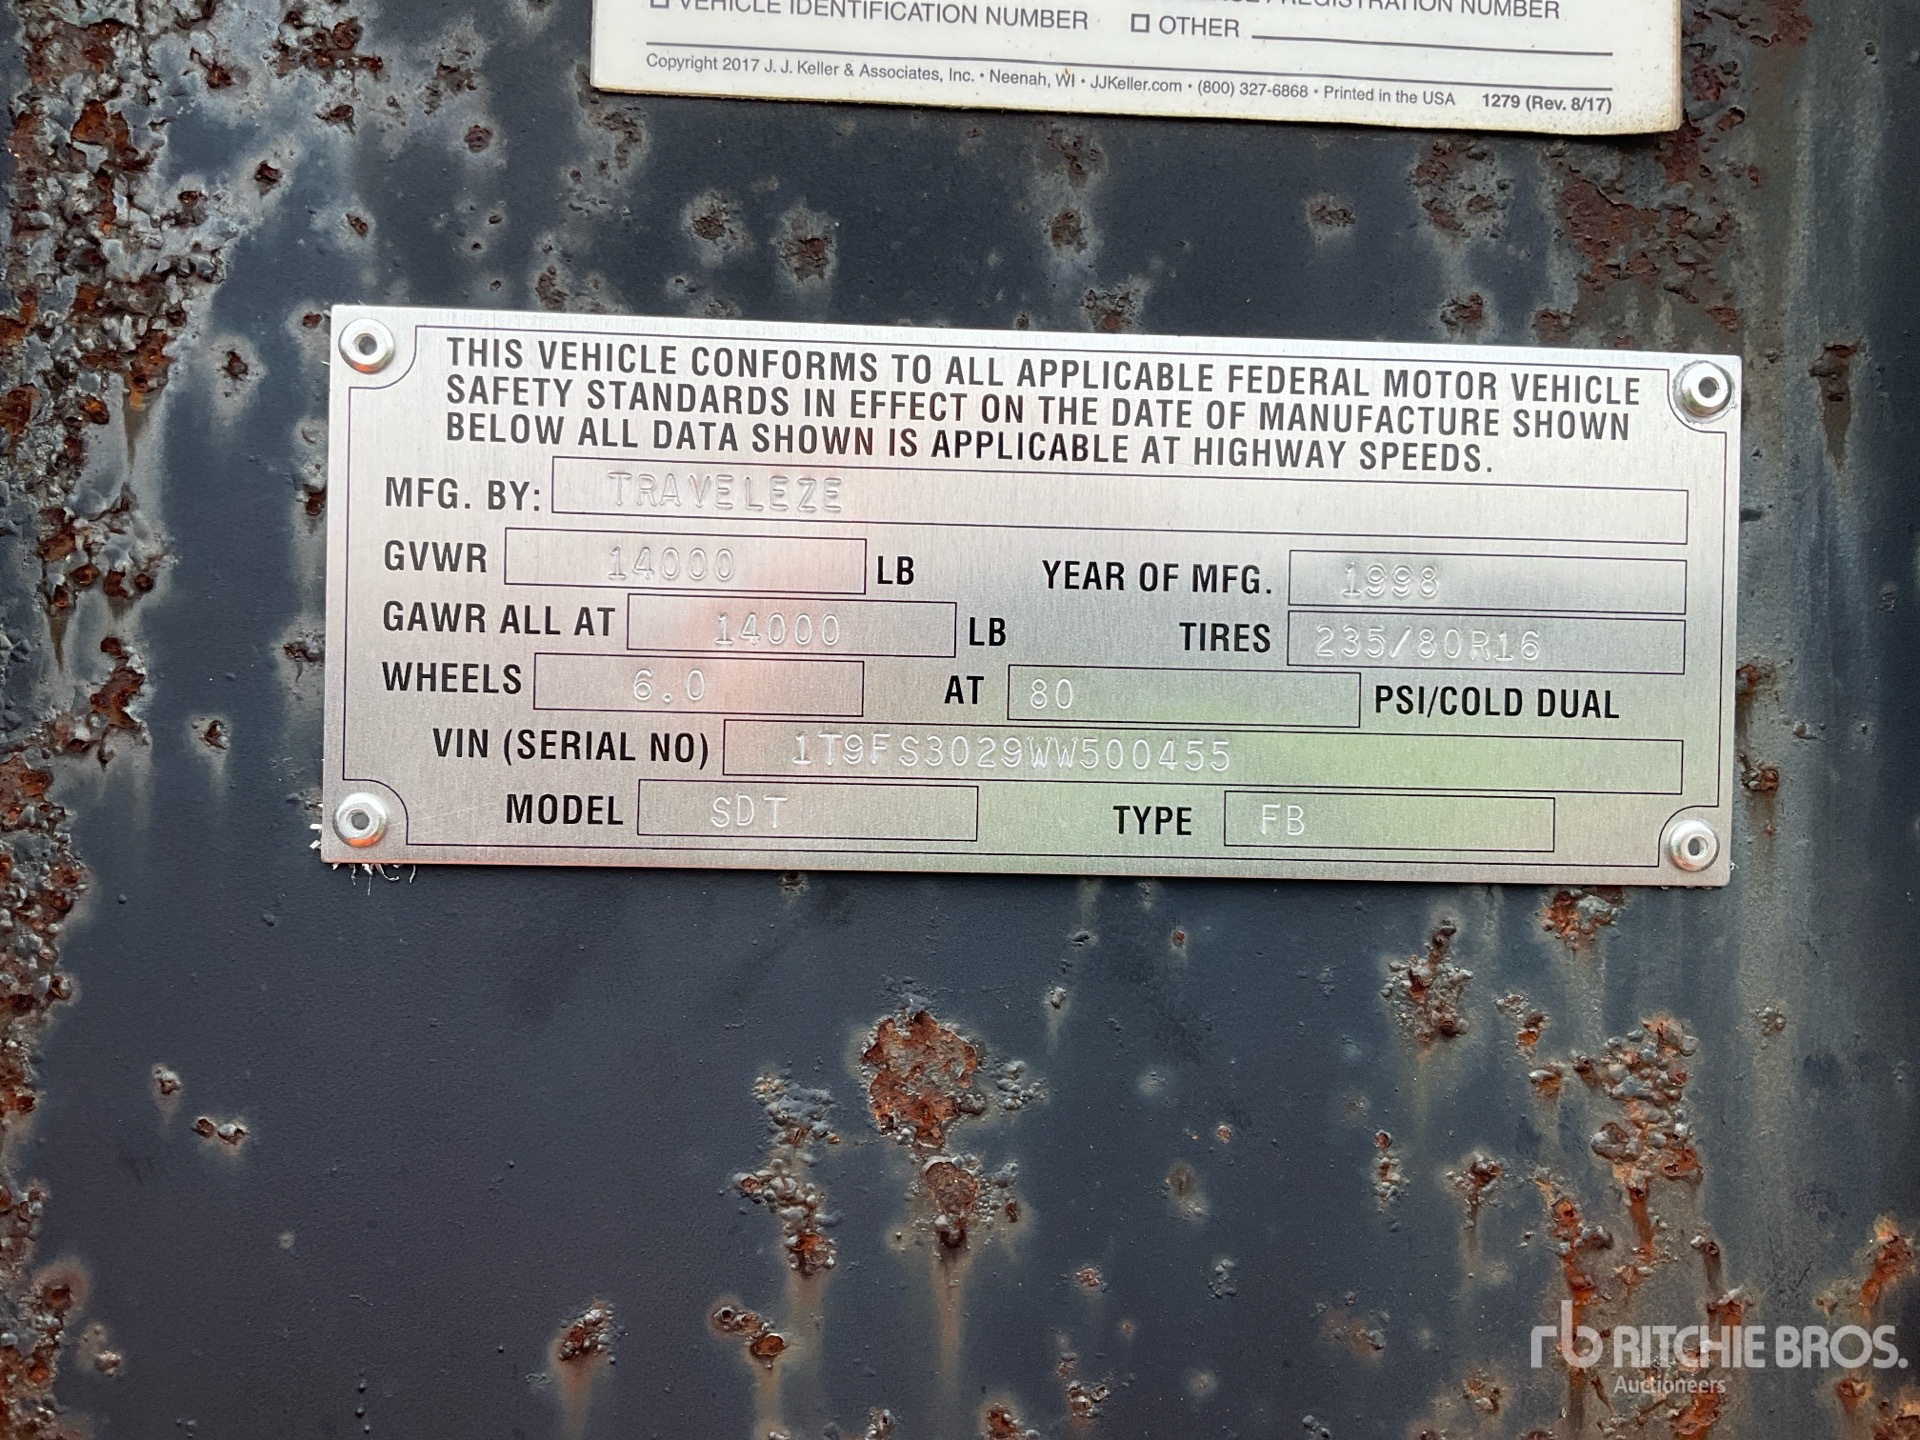 ☐ VEHICLE IDENTIFICATION NUMBER ☐ OTHER
REGISTRATION NUMBER
Copyright 2017 J. J. Keller & Associates, Inc. • Neenah, WI • JJKeller.com • (800) 327-6868 • Printed in the USA 1279 (Rev. 8/17)
THIS VEHICLE CONFORMS TO ALL APPLICABLE FEDERAL MOTOR VEHICLE
SAFETY STANDARDS IN EFFECT ON THE DATE OF MANUFACTURE SHOWN
BELOW ALL DATA SHOWN IS APPLICABLE AT HIGHWAY SPEEDS.
MFG. BY: TRAVELEZE
GVWR 14000 LB YEAR OF MFG. 1998
GAWR ALL AT 14000 LB TIRES 235/80R16
WHEELS 6.0 AT 80 PSI/COLD DUAL
VIN (SERIAL NO) 1T9FS3029WW500455
MODEL SDT TYPE FB
rb RITCHIE BROS.
Auctioneers